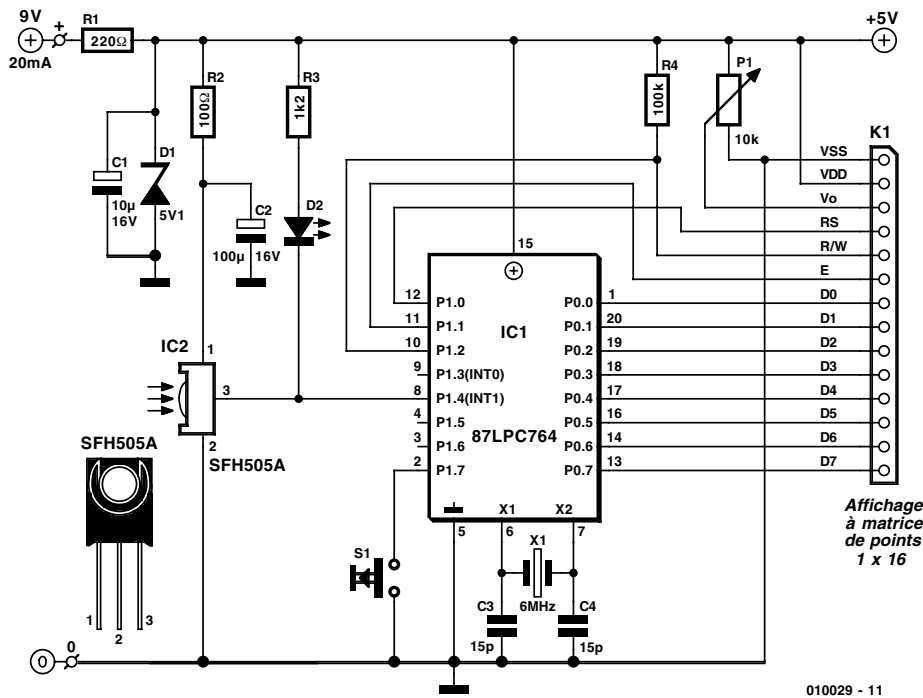 9V
+
20mA
R1
220Ω
+5V
R2
100Ω
R3
1k2
R4
100k
P1
10k
K1
C1
10µ
16V
D1
5V1
C2
100µ 16V
D2
VSS
VDD
Vo
RS
R/W
E
D0
D1
D2
D3
D4
D5
D6
D7
15
IC1
87LPC764
12 P1.0
11 P1.1
10 P1.2
9 P1.3(INT0)
8 P1.4(INT1)
4 P1.5
3 P1.6
2 P1.7
P0.0 1
P0.1 20
P0.2 19
P0.3 18
P0.4 17
P0.5 16
P0.6 14
P0.7 13
X1 X2
5 6 7
IC2
1
3
2
SFH505A
SFH505A
1 2 3
S1
X1
6MHz
C3
15p
C4
15p
Affichage
à matrice
de points
1 x 16
0 0
010029 - 11